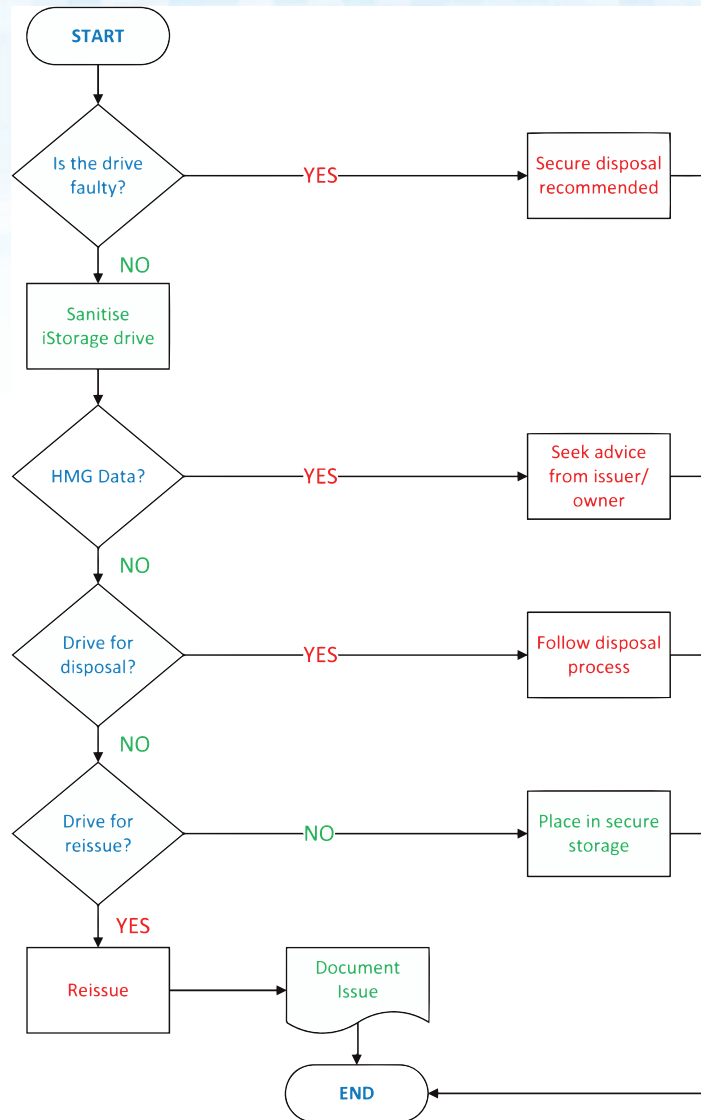 START
Is the drive
faulty?
YES
Secure disposal
recommended
NO
Sanitise
iStorage drive
HMG Data?
YES
Seek advice
from issuer/
owner
NO
Drive for
disposal?
YES
Follow disposal
process
NO
Drive for
reissue?
NO
Place in secure
storage
YES
Reissue
Document
Issue
END